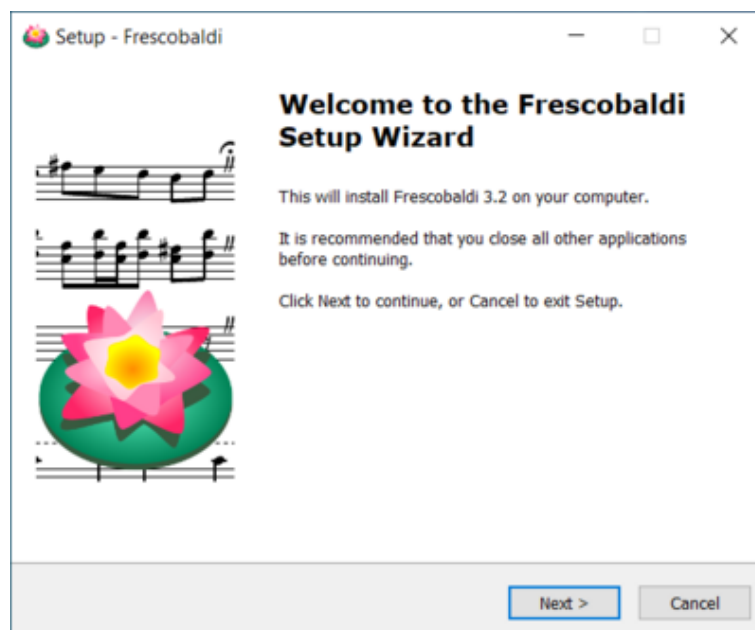 Setup - Frescobaldi
Welcome to the Frescobaldi
Setup Wizard
This will install Frescobaldi 3.2 on your computer.
It is recommended that you close all other applications
before continuing.
Click Next to continue, or Cancel to exit Setup.
Next >
Cancel